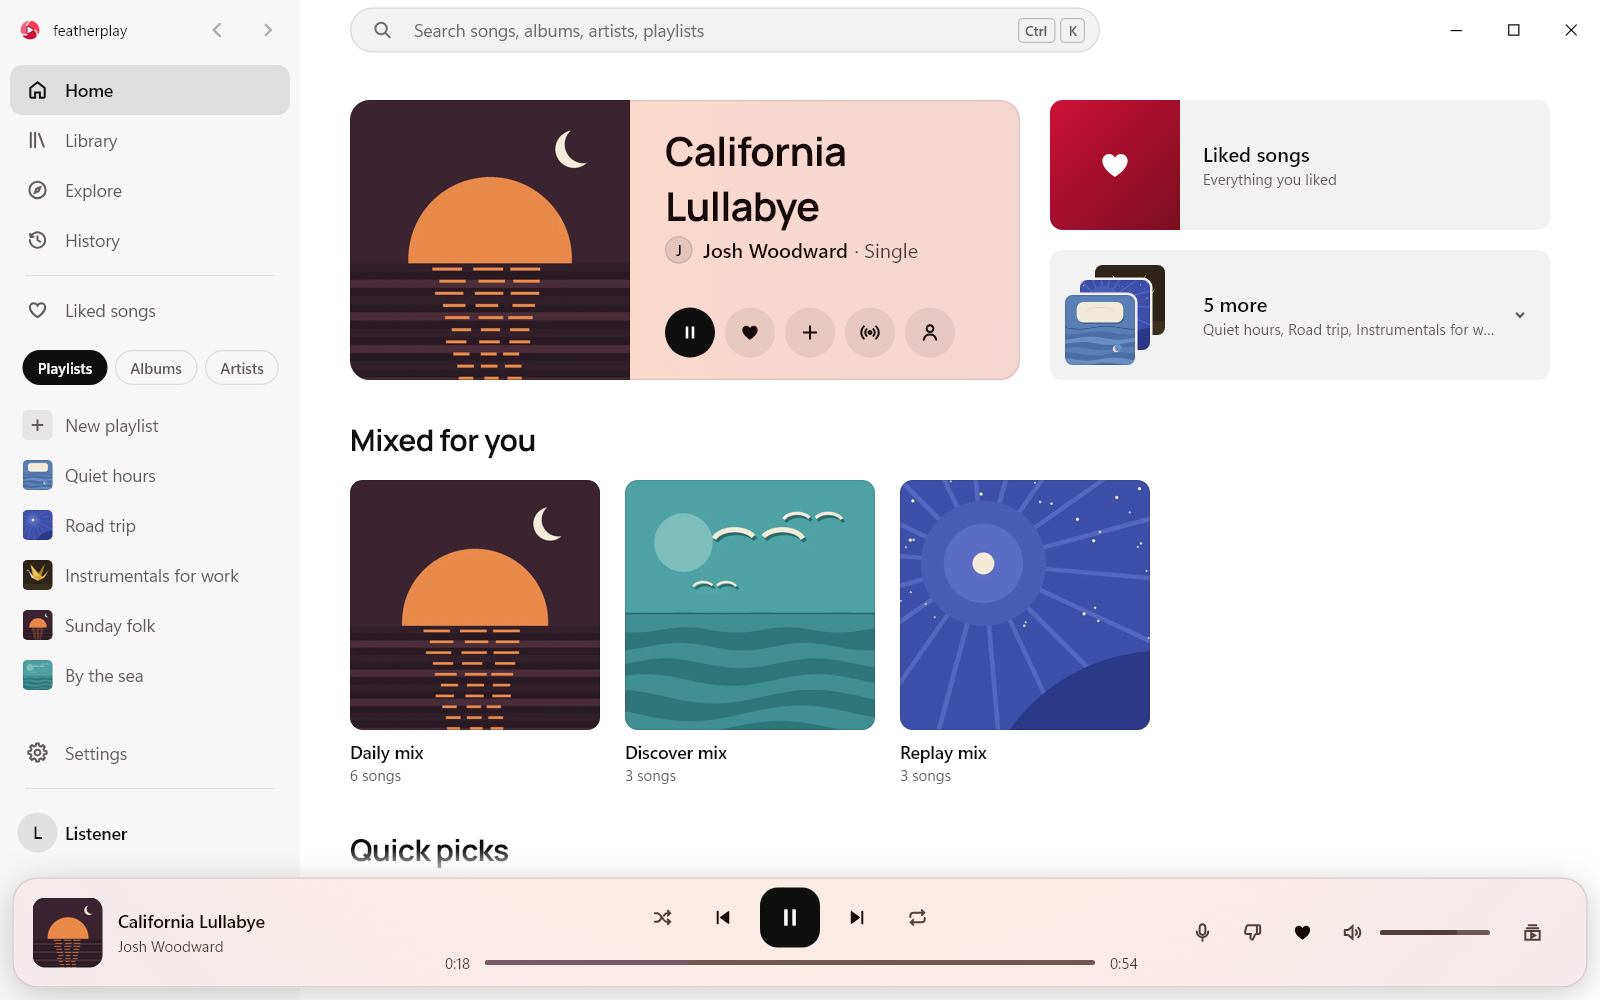 featherplay
Search songs, albums, artists, playlists
Ctrl K
Home
Library
Explore
History
Liked songs
Playlists Albums Artists
New playlist
Quiet hours
Road trip
Instrumentals for work
Sunday folk
By the sea
Settings
L Listener
California
Lullabye
J Josh Woodward · Single
Liked songs
Everything you liked
5 more
Quiet hours, Road trip, Instrumentals for w...
Mixed for you
Daily mix
6 songs
Discover mix
3 songs
Replay mix
3 songs
Quick picks
California Lullabye
Josh Woodward
0:18
0:54